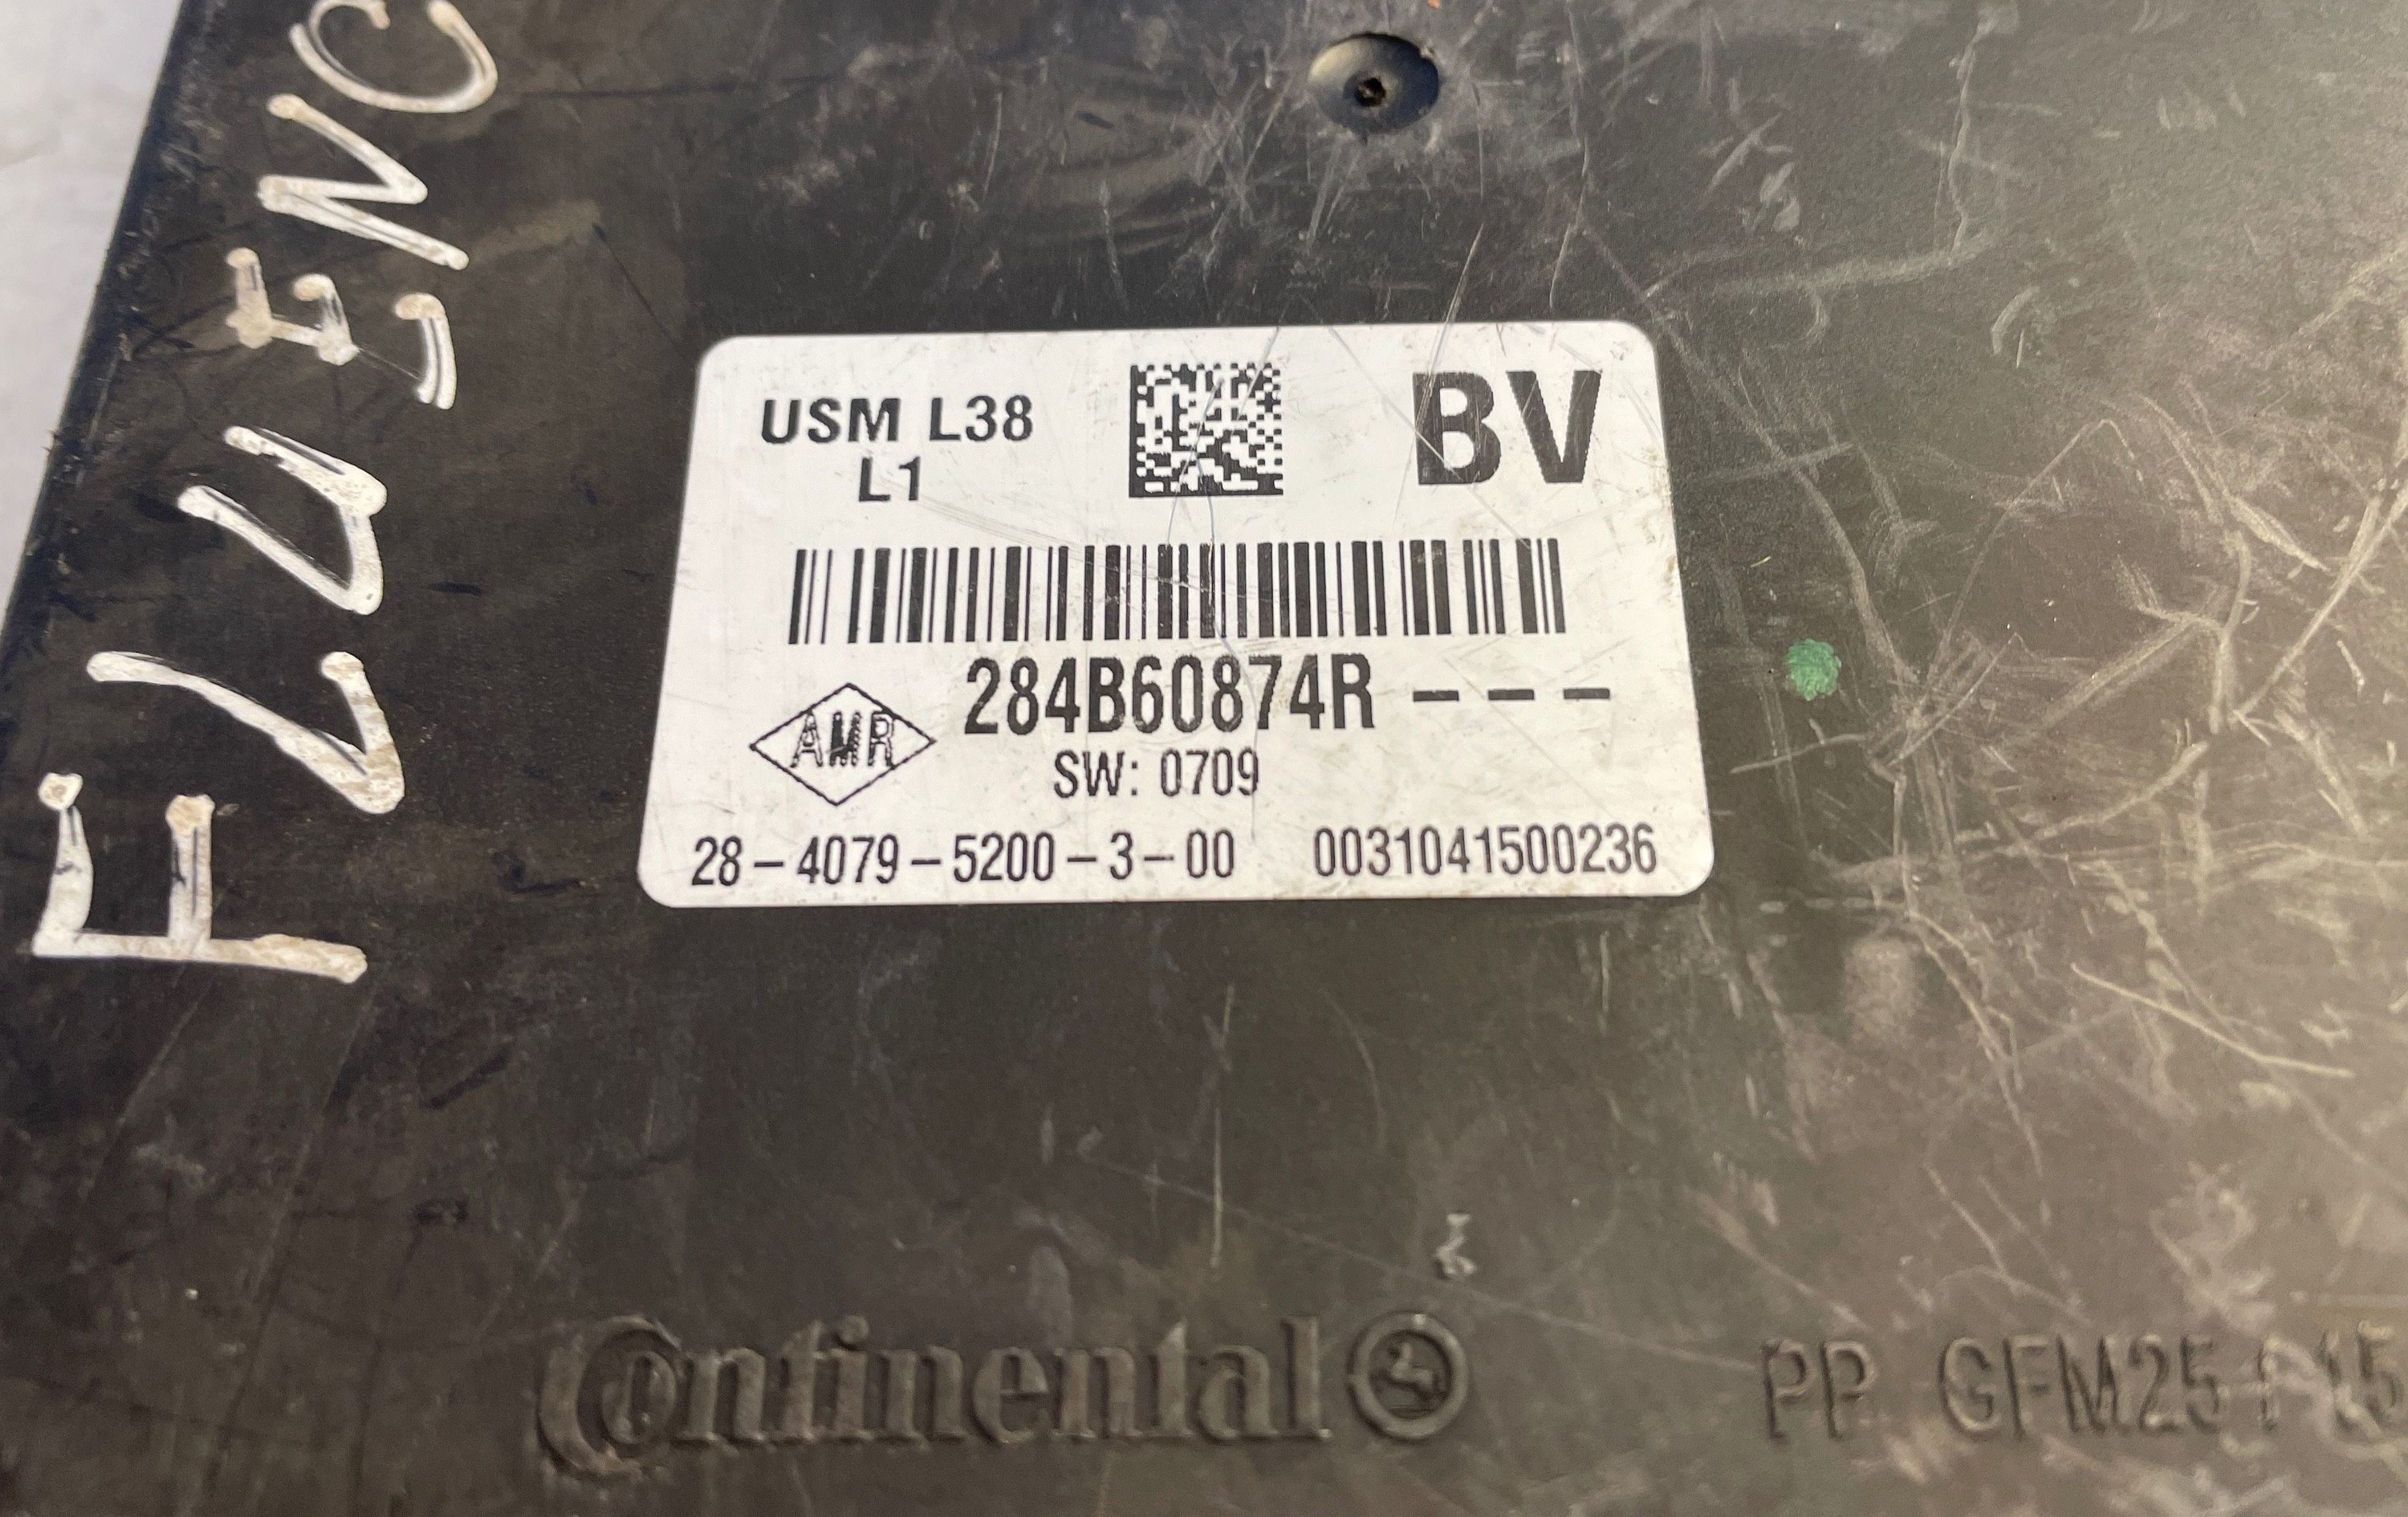 FLUENC
USM L38
L1
BV
284B60874R ---
AMR
SW: 0709
28-4079-5200-3-00 0031041500236
Continental
PP GFM25